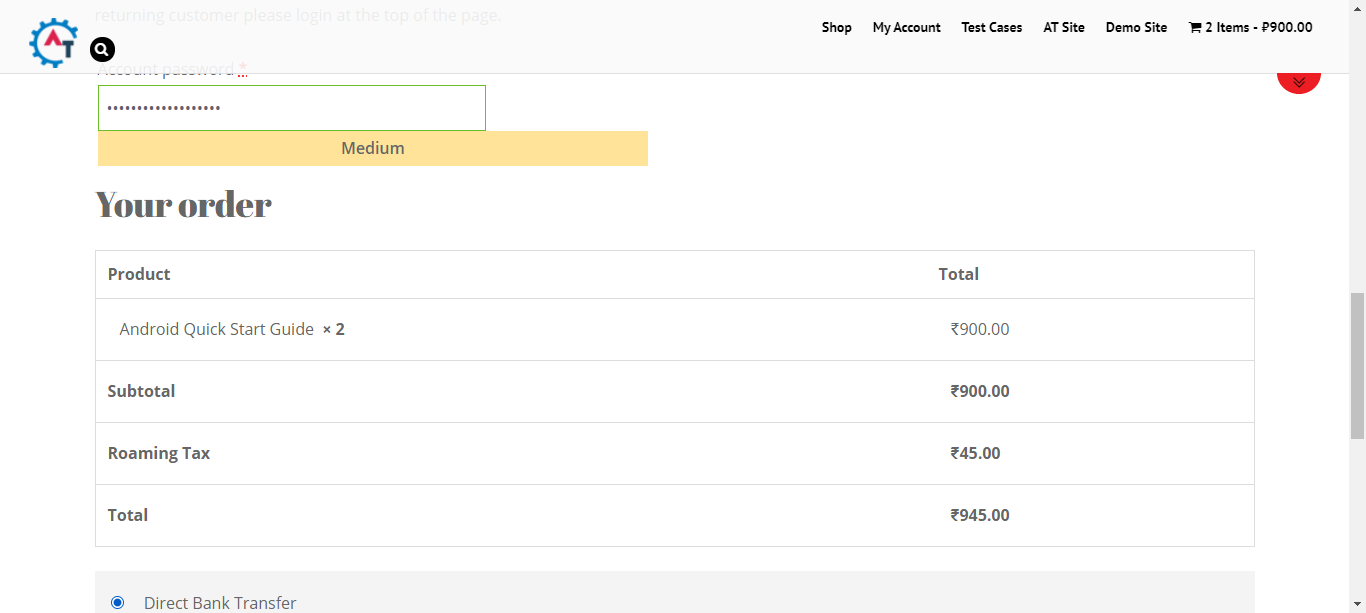 returning customer please login at the top of the page.
AT
Shop My Account Test Cases AT Site Demo Site 2 Items - ₽900.00
Account password *
•••••••••••••••••••
Medium
Your order
Product Total
Android Quick Start Guide × 2 ₹900.00
Subtotal ₹900.00
Roaming Tax ₹45.00
Total ₹945.00
Direct Bank Transfer